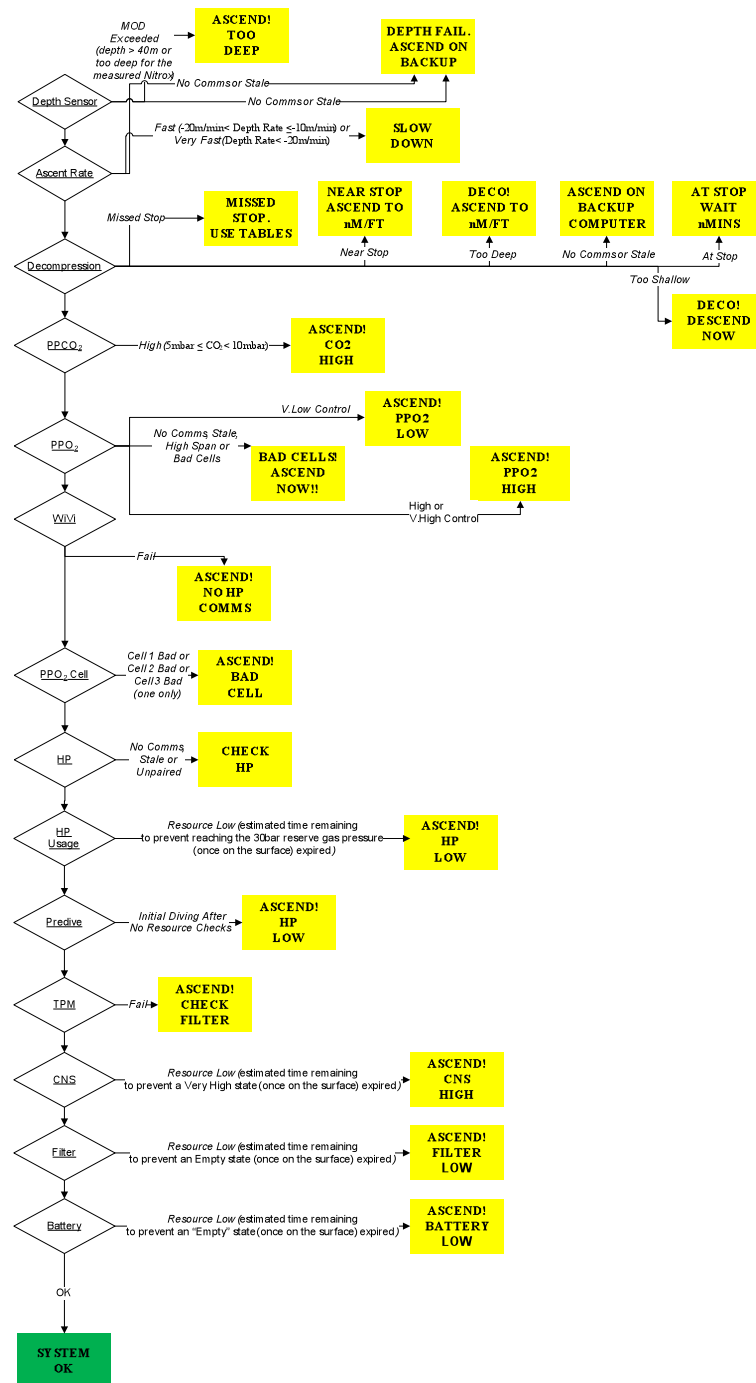 MOD
Exceeded
(depth > 40m or
too deep for the
measured Nitrox)
ASCEND!
TOO
DEEP
DEPTH FAIL.
ASCEND ON
BACKUP
No Comms or Stale
Depth Sensor
No Comms or Stale
Fast (-20m/min< Depth Rate ≤-10m/min) or
Very Fast (Depth Rate< -20m/min)
SLOW
DOWN
Ascent Rate
Missed Stop
MISSED
STOP.
USE TABLES
NEAR STOP
ASCEND TO
nM/FT
DECO!
ASCEND TO
nM/FT
ASCEND ON
BACKUP
COMPUTER
AT STOP
WAIT
nMINS
Near Stop
Too Deep
No Comms or Stale
At Stop
Decompression
Too Shallow
DECO!
DESCEND
NOW
PPCO₂
High (5mbar ≤ CO₂ < 10mbar)
ASCEND!
CO2
HIGH
V.Low Control
ASCEND!
PPO2
LOW
PPO₂
No Comms, Stale,
High Span or
Bad Cells
BAD CELLS!
ASCEND
NOW!!
ASCEND!
PPO2
HIGH
High or
V.High Control
WiVi
Fail
ASCEND!
NO HP
COMMS
PPO₂ Cell
Cell 1 Bad or
Cell 2 Bad or
Cell 3 Bad
(one only)
ASCEND!
BAD
CELL
HP
No Comms,
Stale or
Unpaired
CHECK
HP
HP
Usage
Resource Low (estimated time remaining
to prevent reaching the 30bar reserve gas pressure
(once on the surface) expired)
ASCEND!
HP
LOW
Predive
Initial Diving After
No Resource Checks
ASCEND!
HP
LOW
TPM
Fail
ASCEND!
CHECK
FILTER
CNS
Resource Low (estimated time remaining
to prevent a Very High state (once on the surface) expired)
ASCEND!
CNS
HIGH
Filter
Resource Low (estimated time remaining
to prevent an Empty state (once on the surface) expired)
ASCEND!
FILTER
LOW
Battery
Resource Low (estimated time remaining
to prevent an “Empty” state (once on the surface) expired)
ASCEND!
BATTERY
LOW
OK
SYSTEM
OK